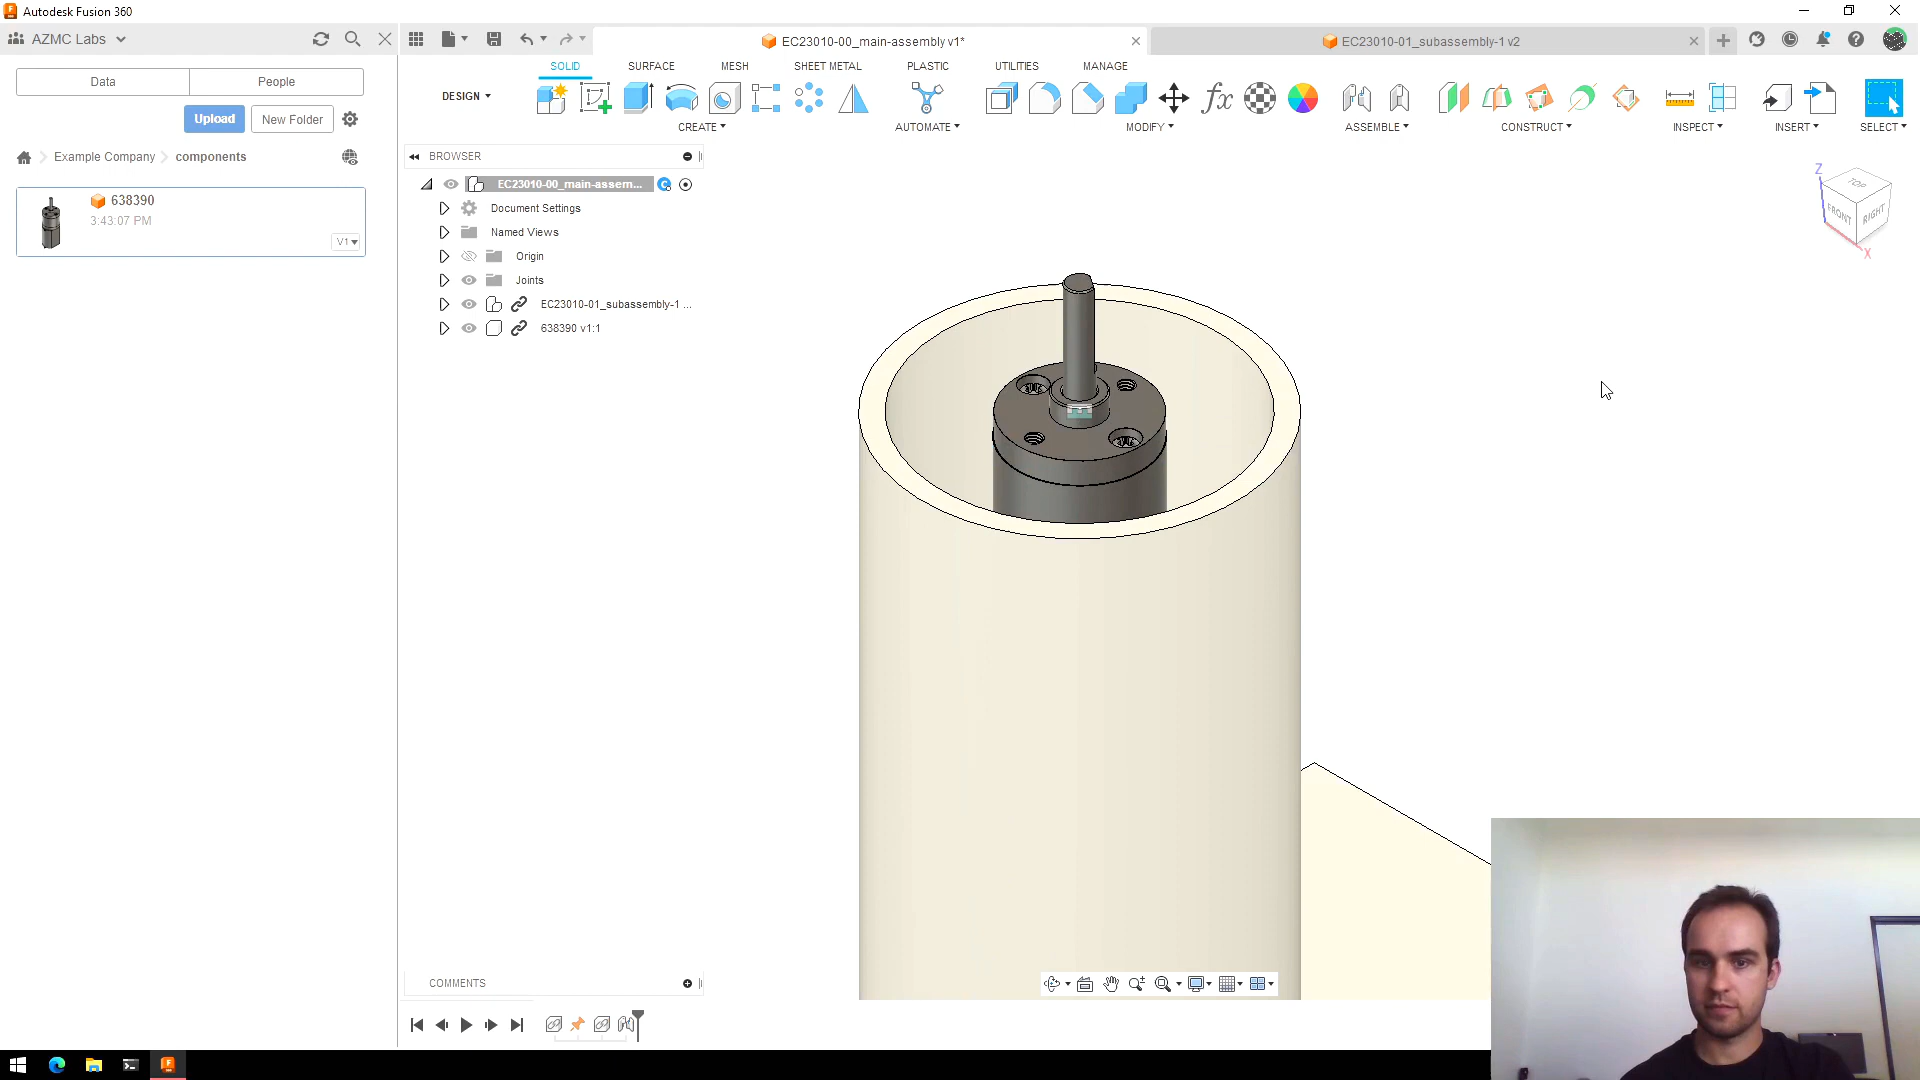 Autodesk Fusion 360
AZMC Labs
EC23010-00_main-assembly v1*
EC23010-01_subassembly-1 v2
Data
People
Upload
New Folder
Example Company
components
638390
3:43:07 PM
V1
DESIGN
SOLID
SURFACE
MESH
SHEET METAL
PLASTIC
UTILITIES
MANAGE
CREATE
AUTOMATE
MODIFY
ASSEMBLE
CONSTRUCT
INSPECT
INSERT
SELECT
BROWSER
EC23010-00_main-assem...
Document Settings
Named Views
Origin
Joints
EC23010-01_subassembly-1 ...
638390 v1:1
Z
TOP
FRONT
RIGHT
X
COMMENTS